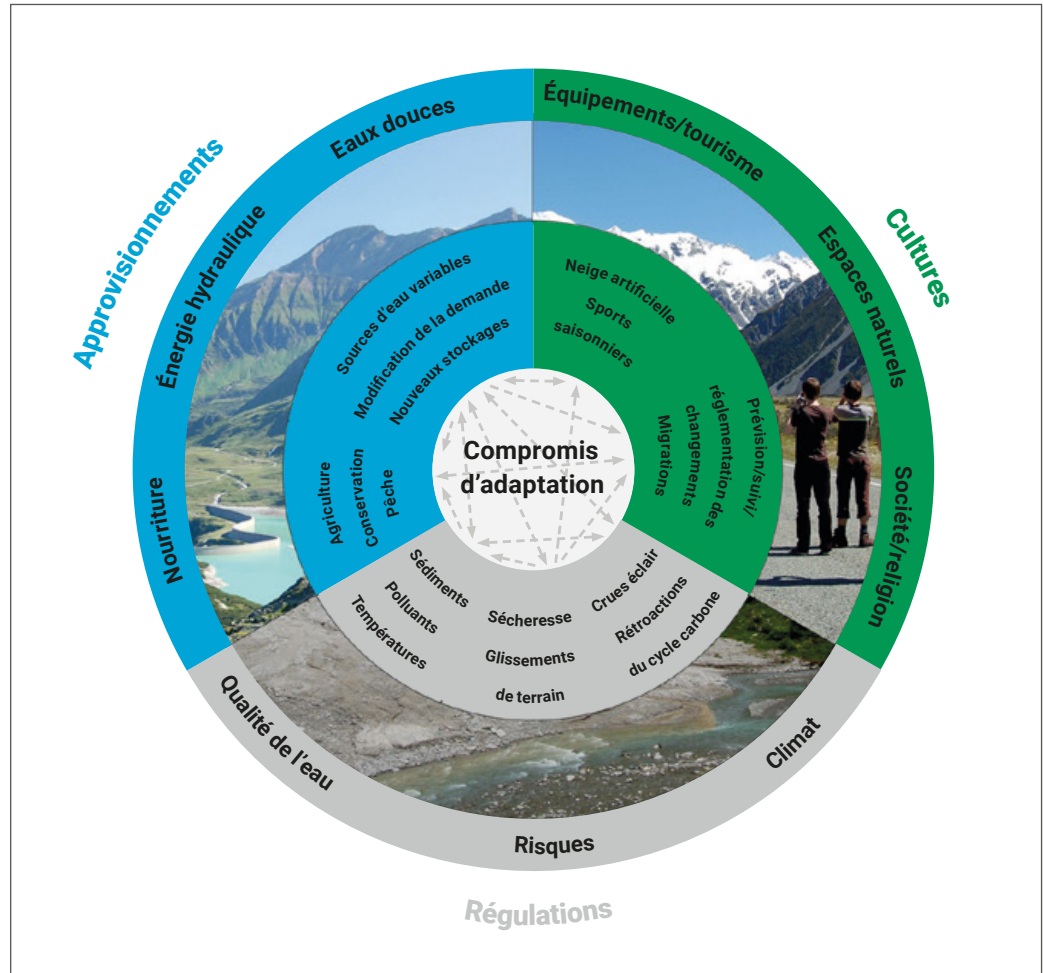 Approvisionnements
Eaux douces
Énergie hydraulique
Nourriture
Sources d'eau variables
Modification de la demande
Nouveaux stockages
Agriculture
Conservation
Pêche
Cultures
Équipements/tourisme
Espaces naturels
Société/religion
Neige artificielle
Sports
saisonniers
Prévision/suivi/
réglementation des
changements
Migrations
Compromis
d'adaptation
Sédiments
Polluants
Températures
Sécheresse
Glissements
de terrain
Crues éclair
Rétroactions
du cycle carbone
Qualité de l'eau
Risques
Climat
Régulations